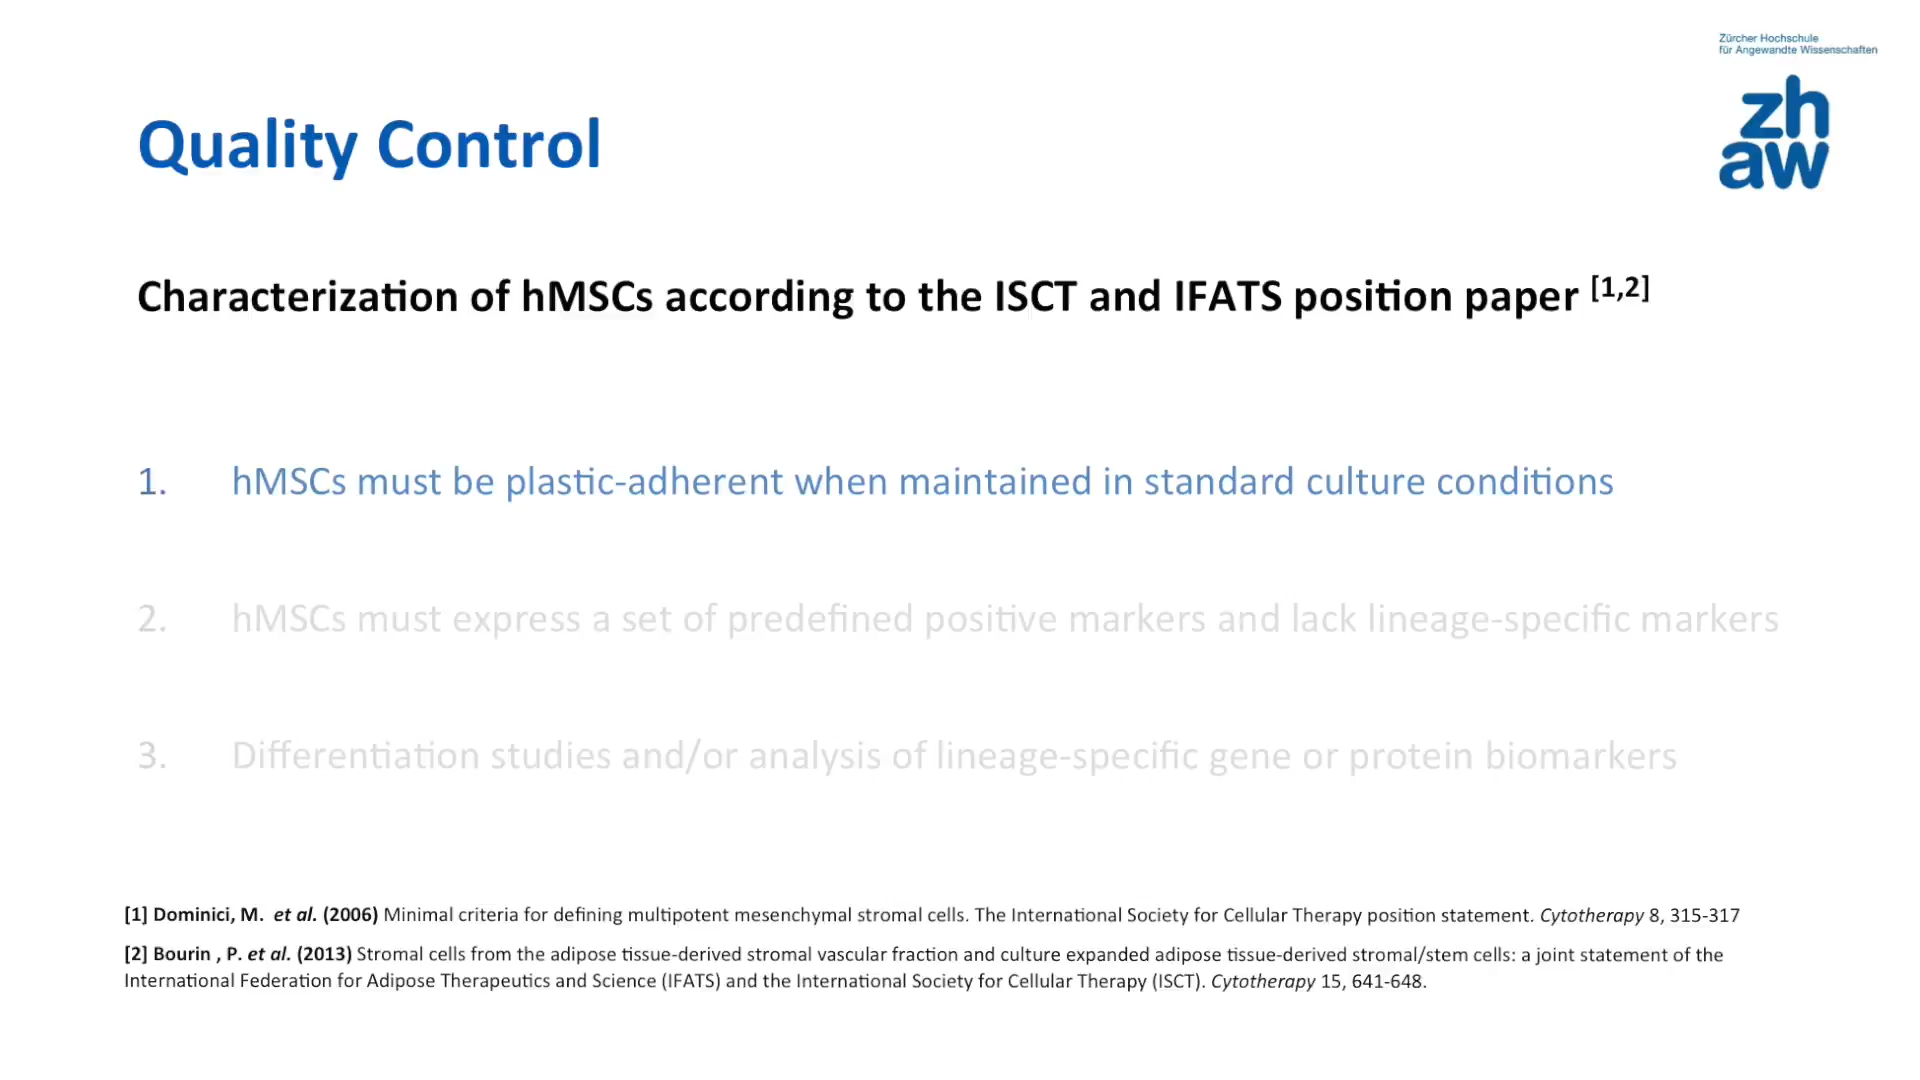 Zürcher Hochschule
für Angewandte Wissenschaften
zh
aw
Quality Control
Characterization of hMSCs according to the ISCT and IFATS position paper [1,2]
1. hMSCs must be plastic-adherent when maintained in standard culture conditions
2. hMSCs must express a set of predefined positive markers and lack lineage-specific markers
3. Differentiation studies and/or analysis of lineage-specific gene or protein biomarkers
[1] Dominici, M. et al. (2006) Minimal criteria for defining multipotent mesenchymal stromal cells. The International Society for Cellular Therapy position statement. Cytotherapy 8, 315-317
[2] Bourin , P. et al. (2013) Stromal cells from the adipose tissue-derived stromal vascular fraction and culture expanded adipose tissue-derived stromal/stem cells: a joint statement of the
International Federation for Adipose Therapeutics and Science (IFATS) and the International Society for Cellular Therapy (ISCT). Cytotherapy 15, 641-648.